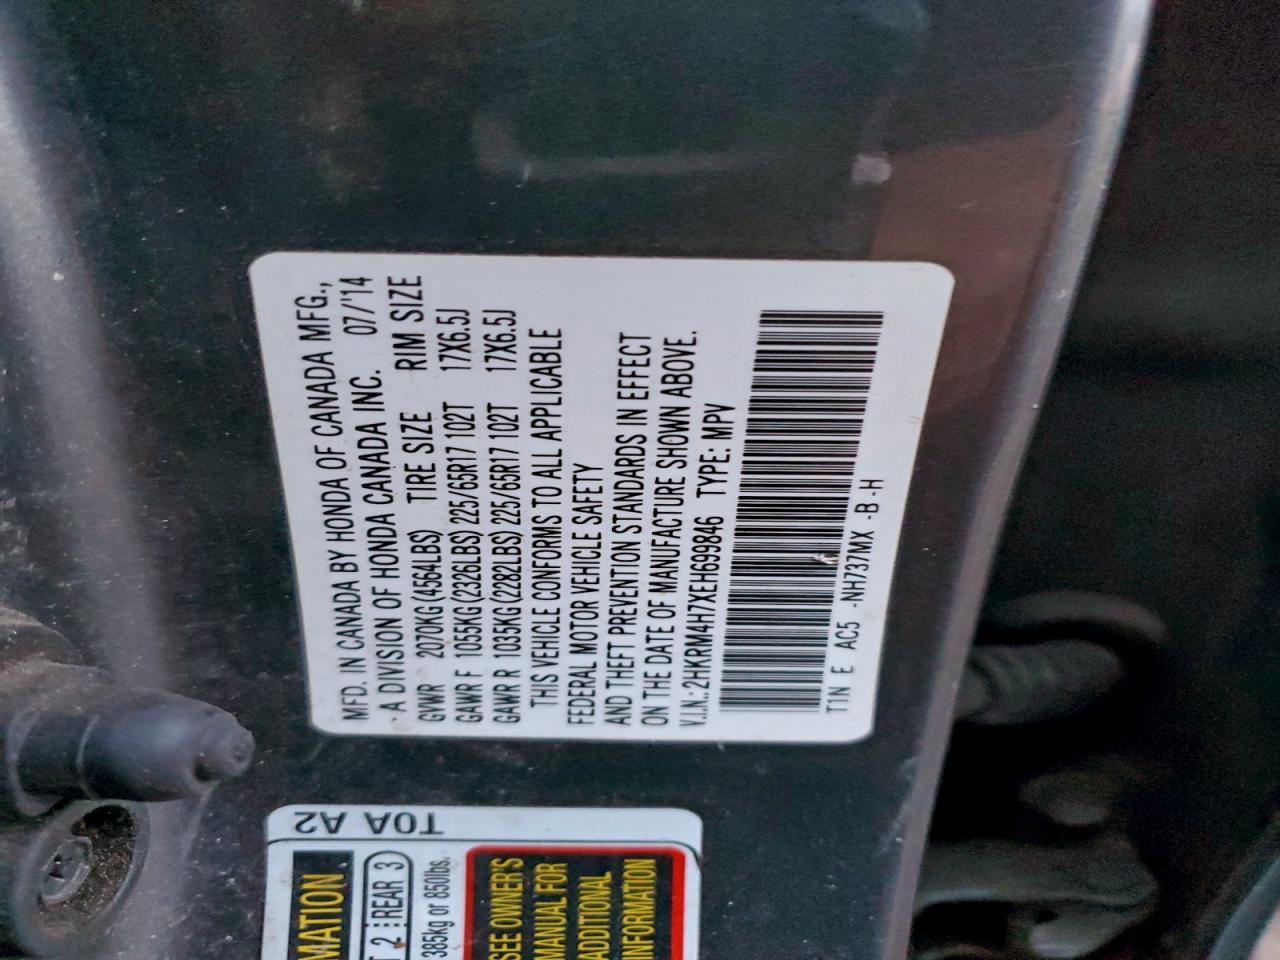 MFD. IN CANADA BY HONDA OF CANADA MFG.,
A DIVISION OF HONDA CANADA INC. 07/'14
GVWR 2070KG (4564LBS) TIRE SIZE RIM SIZE
GAWR F 1055KG (2326LBS) 225/65R17 102T 17X6.5J
GAWR R 1035KG (2282LBS) 225/65R17 102T 17X6.5J
THIS VEHICLE CONFORMS TO ALL APPLICABLE
FEDERAL MOTOR VEHICLE SAFETY
AND THEFT PREVENTION STANDARDS IN EFFECT
ON THE DATE OF MANUFACTURE SHOWN ABOVE.
V.I.N.: 2HKRM4H7XEH699846 TYPE: MPV
T1N E AC5 -NH737MX -B -H
T0A A2
MATION
T 2 REAR 3
385kg or 850lbs.
SEE OWNER'S
MANUAL FOR
ADDITIONAL
INFORMATION